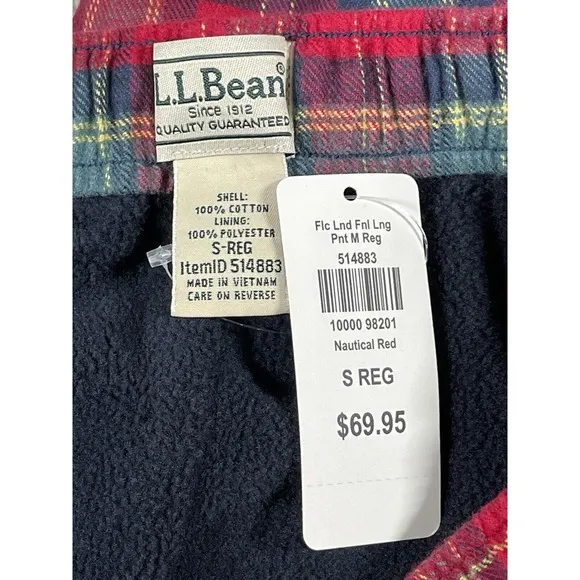 L.L.Bean®
Since 1912
QUALITY GUARANTEED
SHELL:
100% COTTON
LINING:
100% POLYESTER
S-REG
ItemID 514883
MADE IN VIETNAM
CARE ON REVERSE
Flc Lnd Fnl Lng
Pnt M Reg
514883
10000 98201
Nautical Red
S REG
$69.95